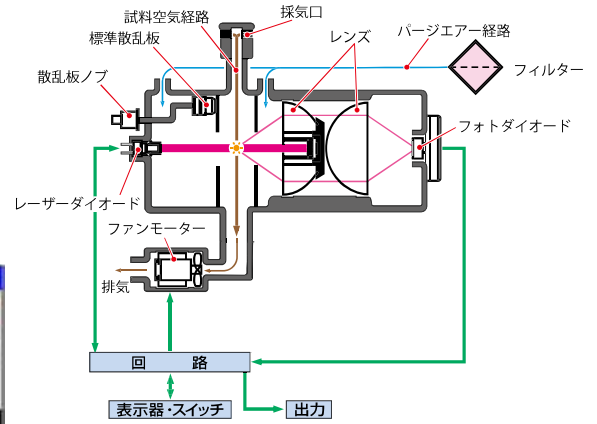 採気口
試料空気経路
パージエアー経路
標準散乱板
レンズ
散乱板ノブ
フィルター
フォトダイオード
レーザーダイオード
ファンモーター
排気
回 路
表示器・スイッチ
出力